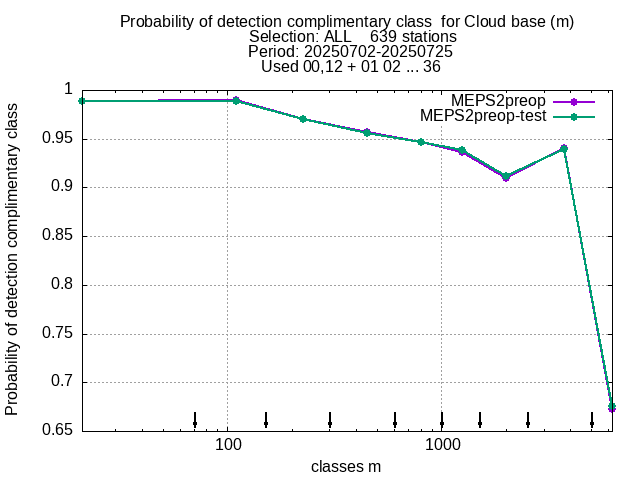 Probability of detection complimentary class  for Cloud base (m)
Selection: ALL    639 stations
Period: 20250702-20250725
Used 00,12 + 01 02 ... 36
MEPS2preop
MEPS2preop-test
Probability of detection complimentary class
1
0.95
0.9
0.85
0.8
0.75
0.7
0.65
100
1000
classes m